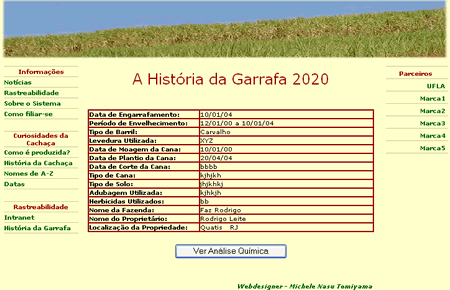 Informações
Notícias
Rastreabilidade
Sobre o Sistema
Como filiar-se
Curiosidades da
Cachaça
Como é produzida?
História da Cachaça
Nomes de A-Z
Datas
Rastreabilidade
Intranet
História da Garrafa
A História da Garrafa 2020
Data de Engarrafamento: 10/01/04
Período de Envelhecimento: 12/01/00 a 10/01/04
Tipo de Barril: Carvalho
Levedura Utilizada: XYZ
Data de Moagem da Cana: 10/01/00
Data de Plantio da Cana: 20/04/04
Data de Corte da Cana: bbbb
Tipo de Cana: kjhjkh
Tipo de Solo: jhjkhkj
Adubagem Utilizada: kjhkjh
Herbicidas Utilizados: bb
Nome da Fazenda: Faz Rodrigo
Nome do Proprietário: Rodrigo Leite
Localização da Propriedade: Quatis RJ
Ver Análise Química
Parceiros
UFLA
Marca1
Marca2
Marca3
Marca4
Marca5
Webdesigner - Michele Nasu Tomiyama